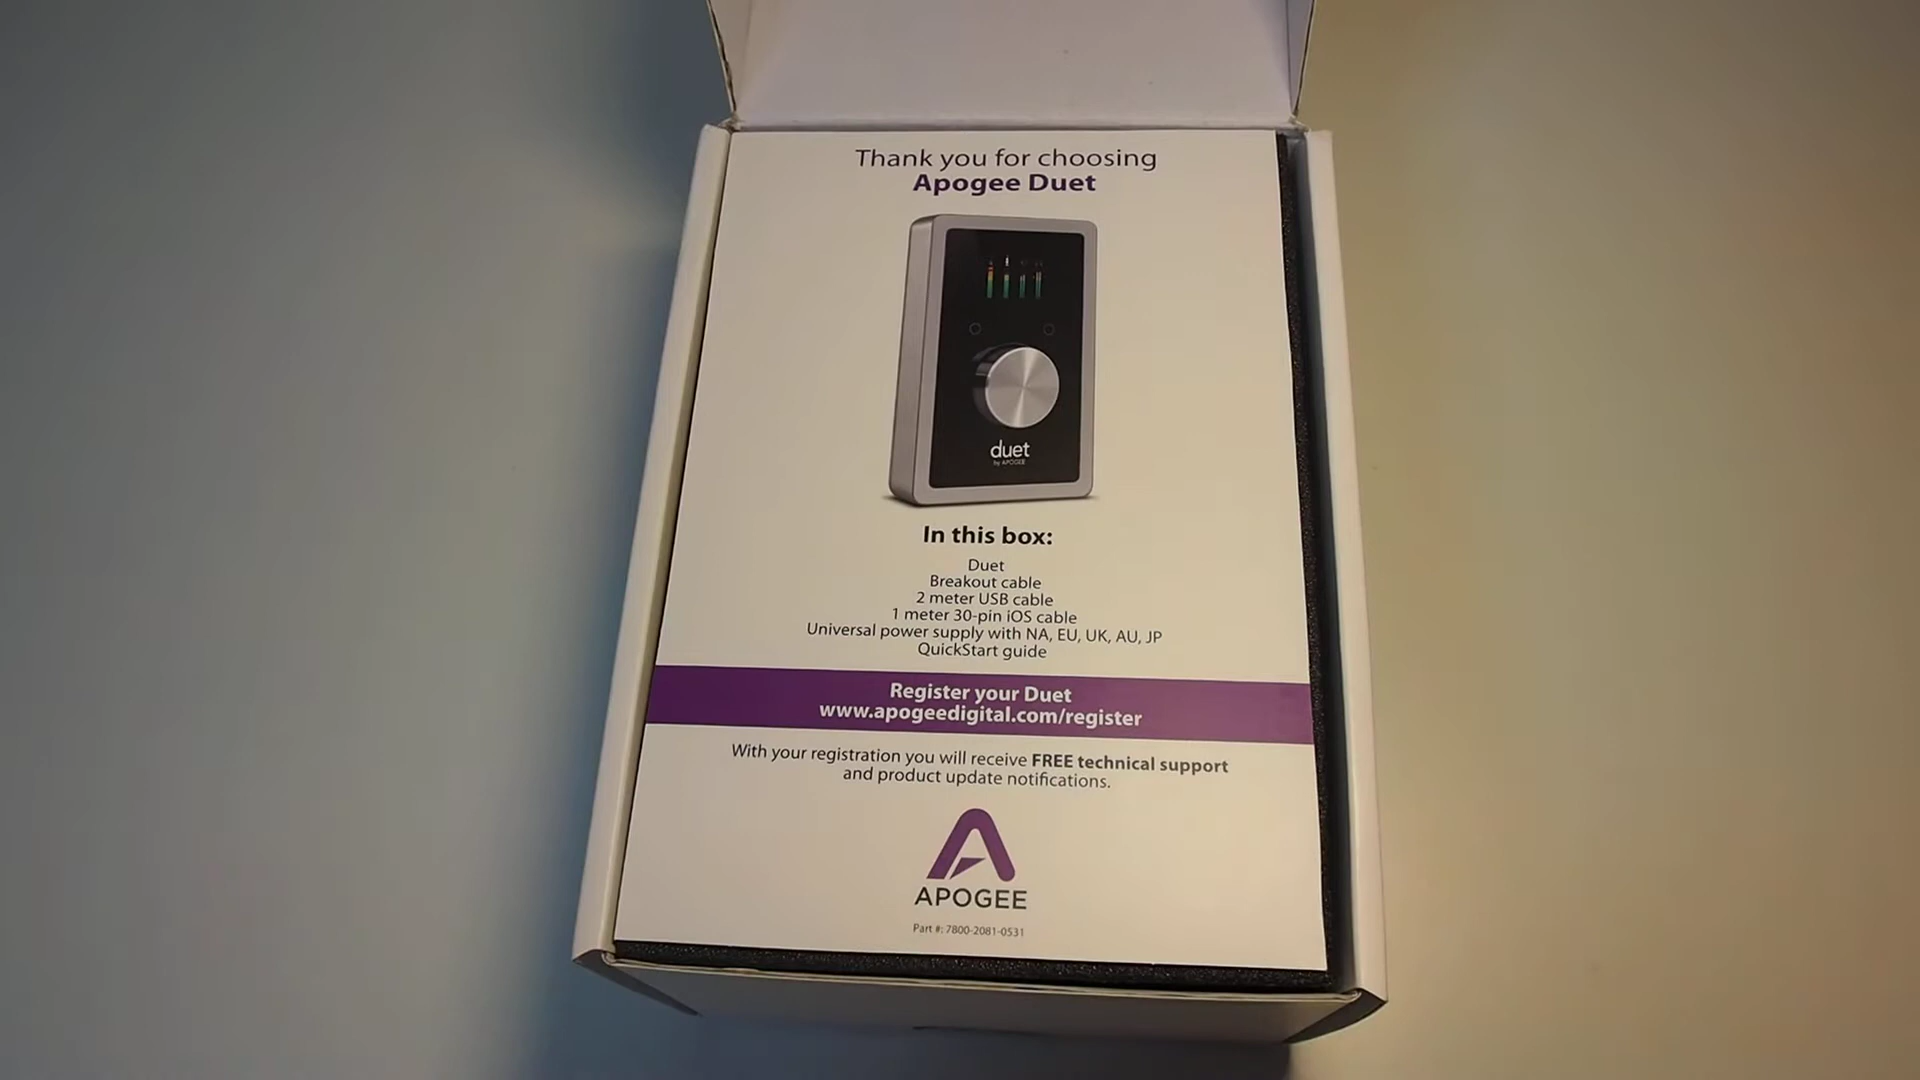 Thank you for choosing
Apogee Duet
duet
by APOGEE
In this box:
Duet
Breakout cable
2 meter USB cable
1 meter 30-pin iOS cable
Universal power supply with NA, EU, UK, AU, JP
QuickStart guide
Register your Duet
www.apogeedigital.com/register
With your registration you will receive FREE technical support
and product update notifications.
APOGEE
Part #: 7800-2081-0531